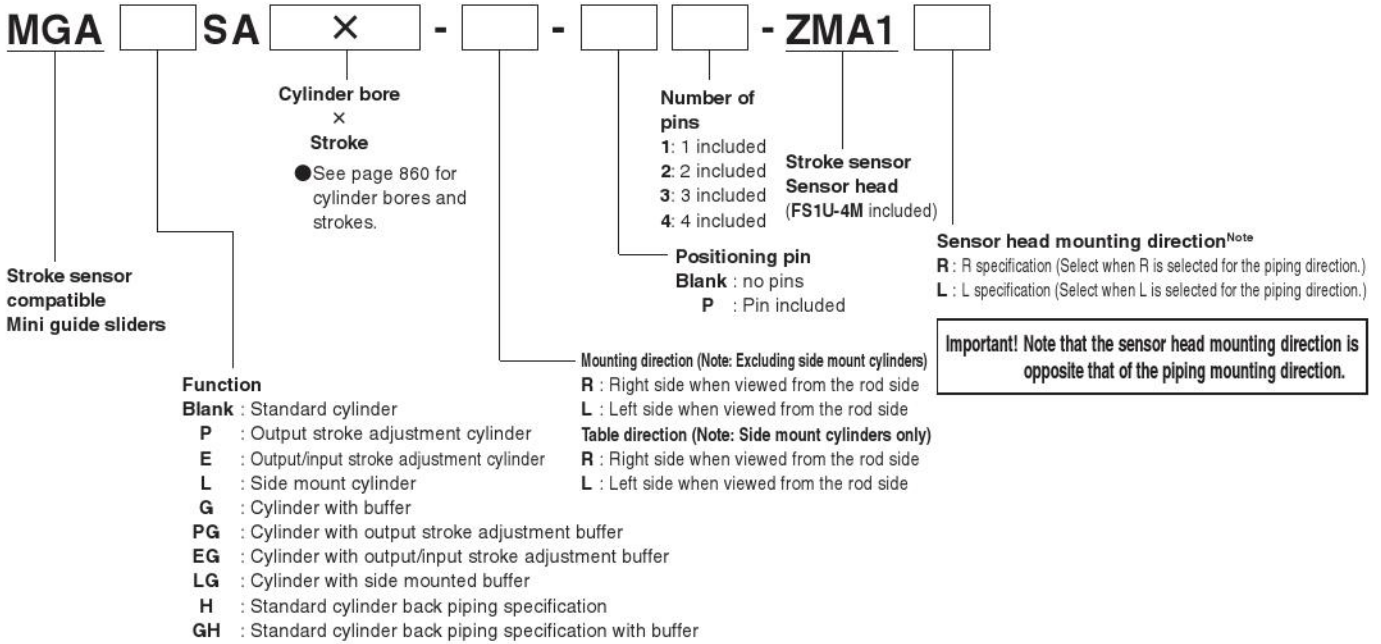 MGA SA × - - - ZMA1
Cylinder bore
×
Stroke
●See page 860 for
cylinder bores and
strokes.
Number of
pins
1: 1 included
2: 2 included
3: 3 included
4: 4 included
Stroke sensor
Sensor head
(FS1U-4M included)
Sensor head mounting directionNote
R : R specification (Select when R is selected for the piping direction.)
L : L specification (Select when L is selected for the piping direction.)
Important! Note that the sensor head mounting direction is
opposite that of the piping mounting direction.
Positioning pin
Blank : no pins
P : Pin included
Stroke sensor
compatible
Mini guide sliders
Mounting direction (Note: Excluding side mount cylinders)
R : Right side when viewed from the rod side
L : Left side when viewed from the rod side
Table direction (Note: Side mount cylinders only)
R : Right side when viewed from the rod side
L : Left side when viewed from the rod side
Function
Blank : Standard cylinder
P : Output stroke adjustment cylinder
E : Output/input stroke adjustment cylinder
L : Side mount cylinder
G : Cylinder with buffer
PG : Cylinder with output stroke adjustment buffer
EG : Cylinder with output/input stroke adjustment buffer
LG : Cylinder with side mounted buffer
H : Standard cylinder back piping specification
GH : Standard cylinder back piping specification with buffer